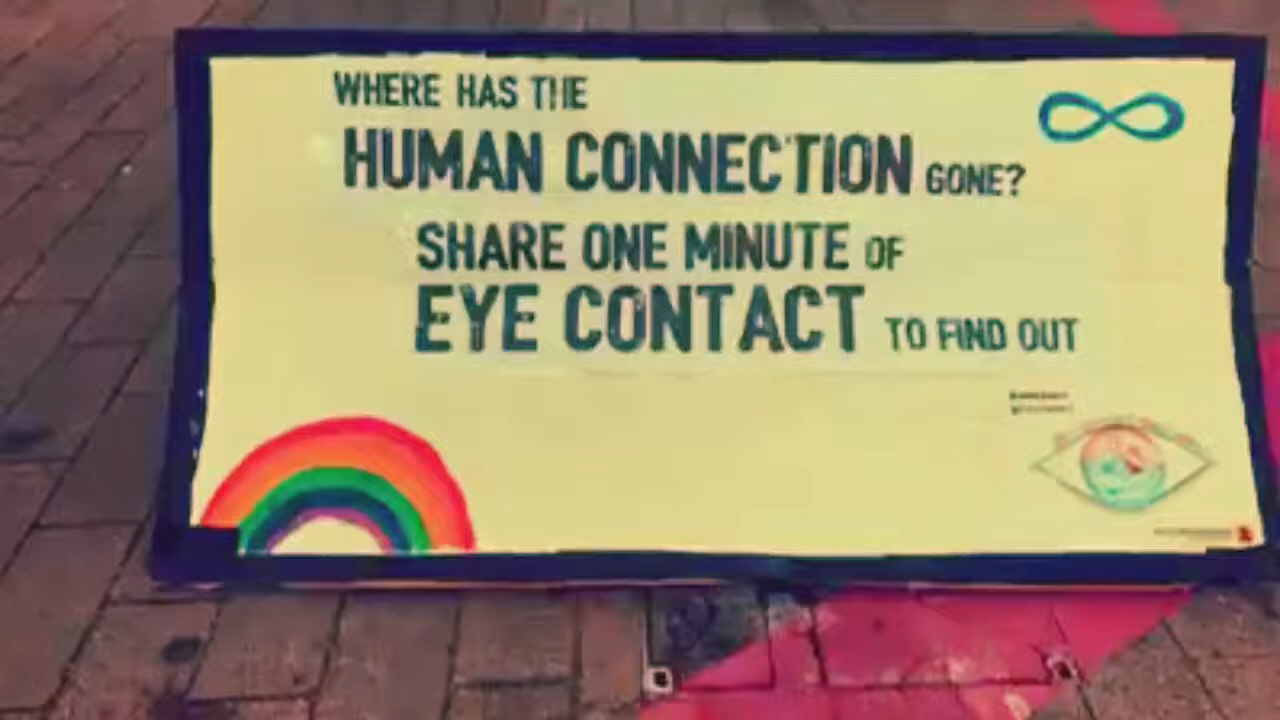 WHERE HAS THE
HUMAN CONNECTION GONE?
SHARE ONE MINUTE OF
EYE CONTACT TO FIND OUT